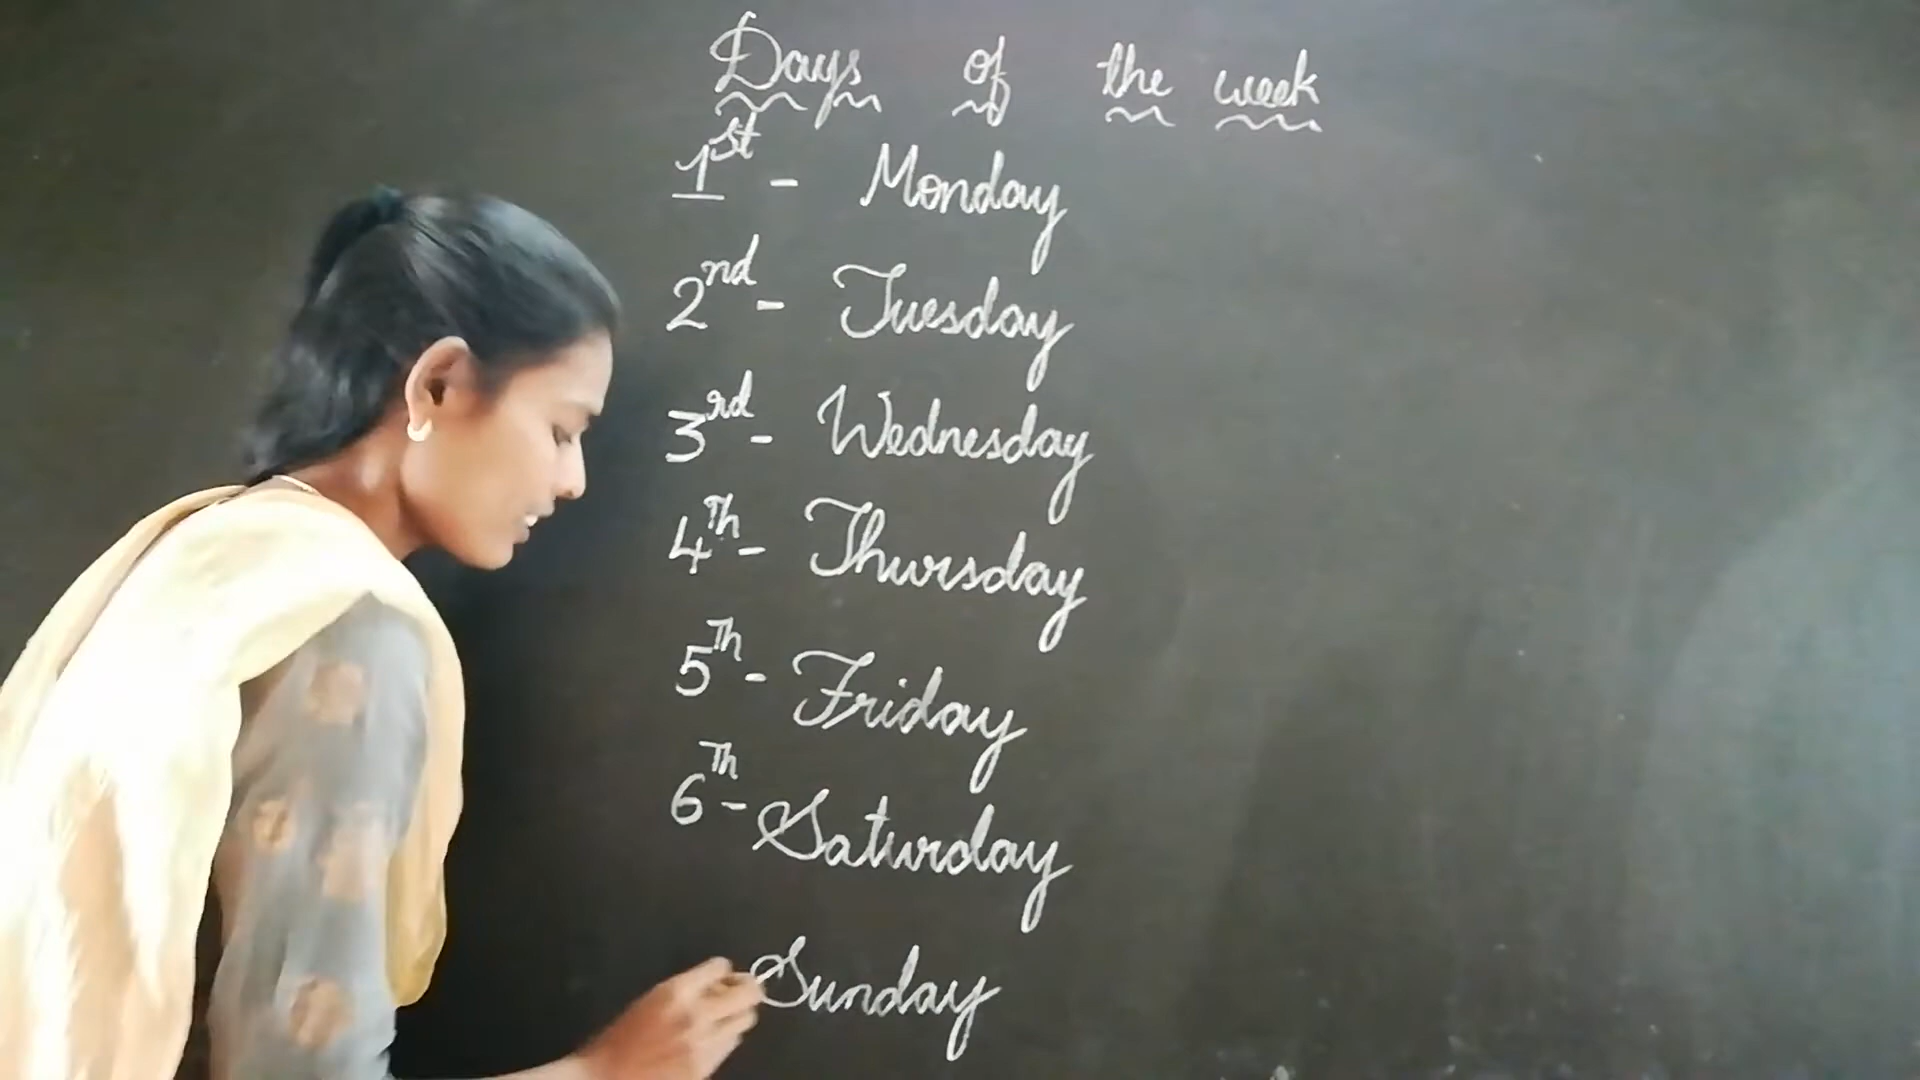 Days of the week
1st - Monday
2nd - Tuesday
3rd - Wednesday
4Th - Thursday
5Th - Friday
6Th - Saturday
Sunday